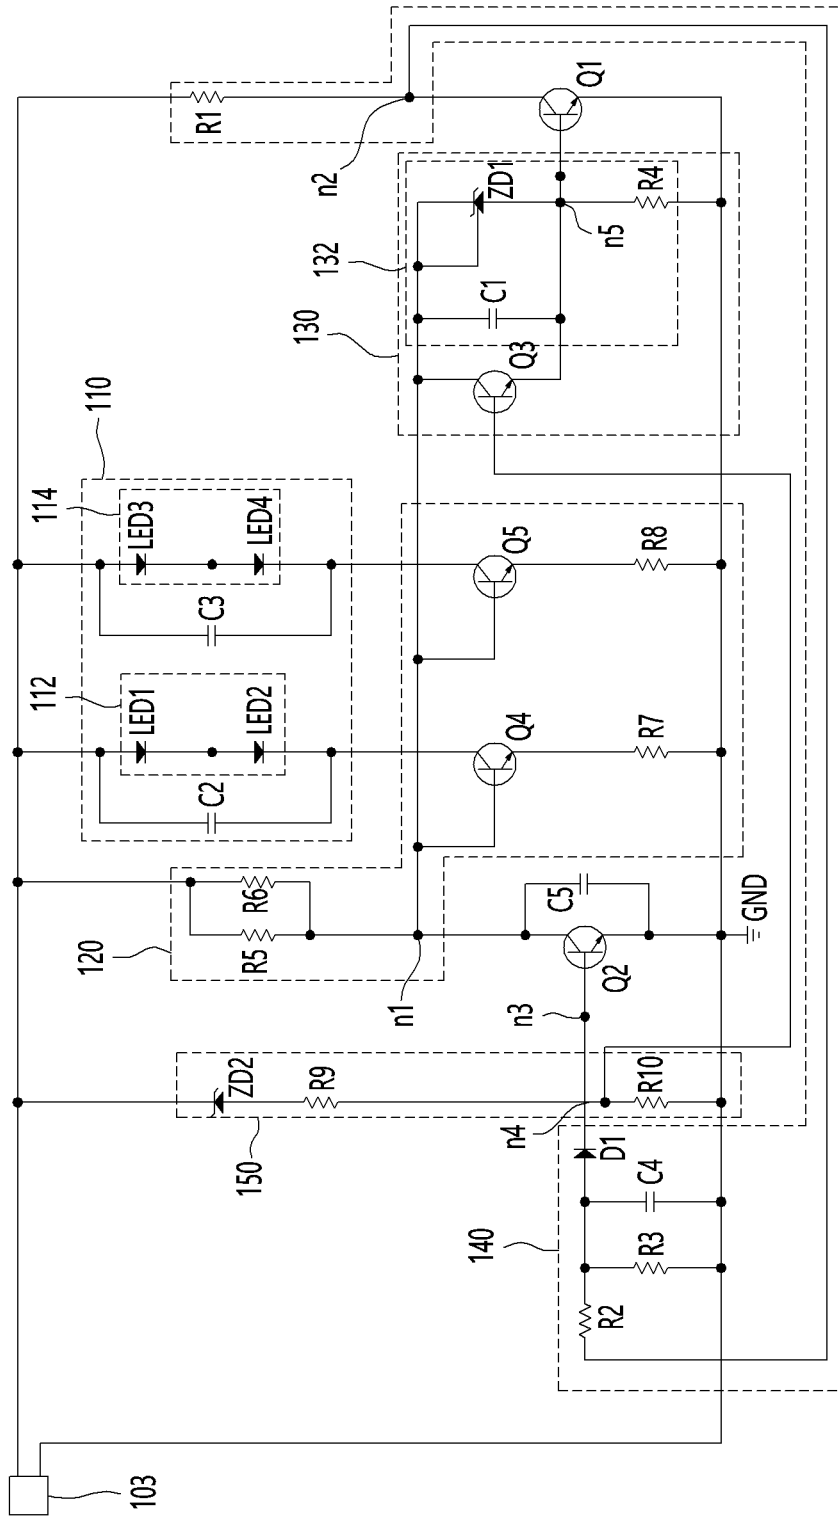 103
150
ZD2
R9
n4
R10
140
R2
R3
C4
D1
120
R5
R6
n1
n3
Q2
C5
GND
110
112
LED1
LED2
C2
114
LED3
LED4
C3
Q4
R7
Q5
R8
130
132
Q3
C1
ZD1
n5
R4
n2
R1
Q1